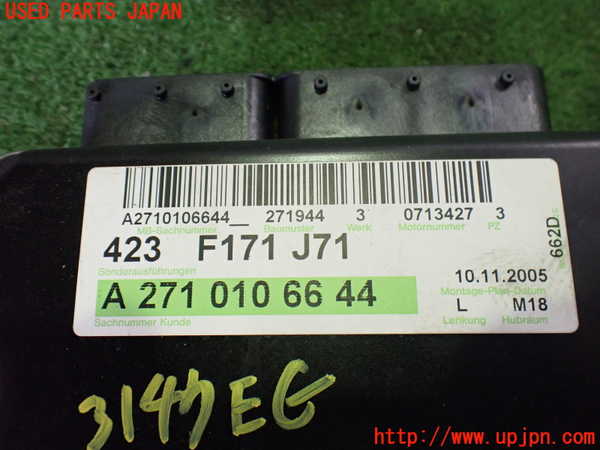 USED PARTS JAPAN
A2710106644__ 271944 3 0713427 3
MB-Sachnummer Baumuster Werk Motornummer PZ
423 F171 J71
Sonderausführungen
10.11.2005
Montage-Plan-Datum
A 271 010 66 44
L M18
Sachnummer Kunde
Lenkung Hubraum
662D
http://www.upjpn.com/